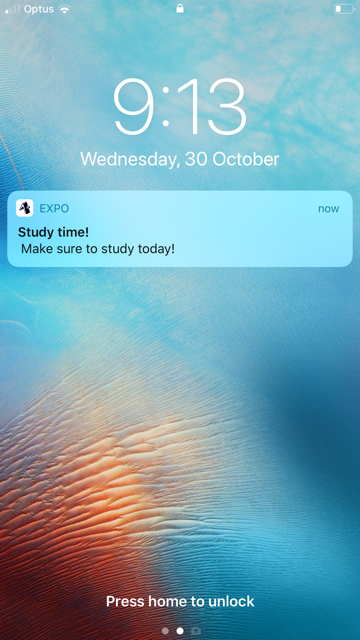 Optus
9:13
Wednesday, 30 October
EXPO now
Study time!
Make sure to study today!
Press home to unlock